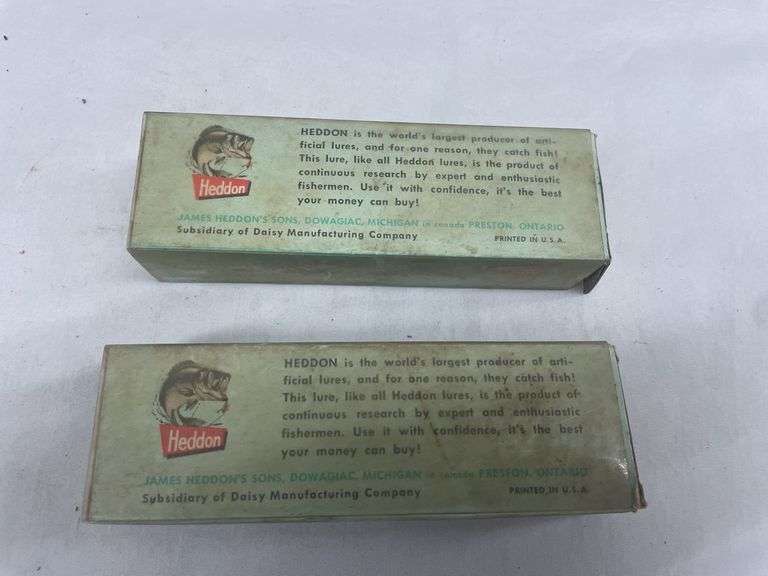 Heddon
HEDDON is the world's largest producer of arti-
ficial lures, and for one reason, they catch fish!
This lure, like all Heddon lures, is the product of
continuous research by expert and enthusiastic
fishermen. Use it with confidence, it's the best
your money can buy!
JAMES HEDDON'S SONS, DOWAGIAC, MICHIGAN in canada PRESTON, ONTARIO
Subsidiary of Daisy Manufacturing Company PRINTED IN U.S.A.
Heddon
HEDDON is the world's largest producer of arti-
ficial lures, and for one reason, they catch fish!
This lure, like all Heddon lures, is the product of
continuous research by expert and enthusiastic
fishermen. Use it with confidence, it's the best
your money can buy!
JAMES HEDDON'S SONS, DOWAGIAC, MICHIGAN in canada PRESTON, ONTARIO
Subsidiary of Daisy Manufacturing Company PRINTED IN U.S.A.